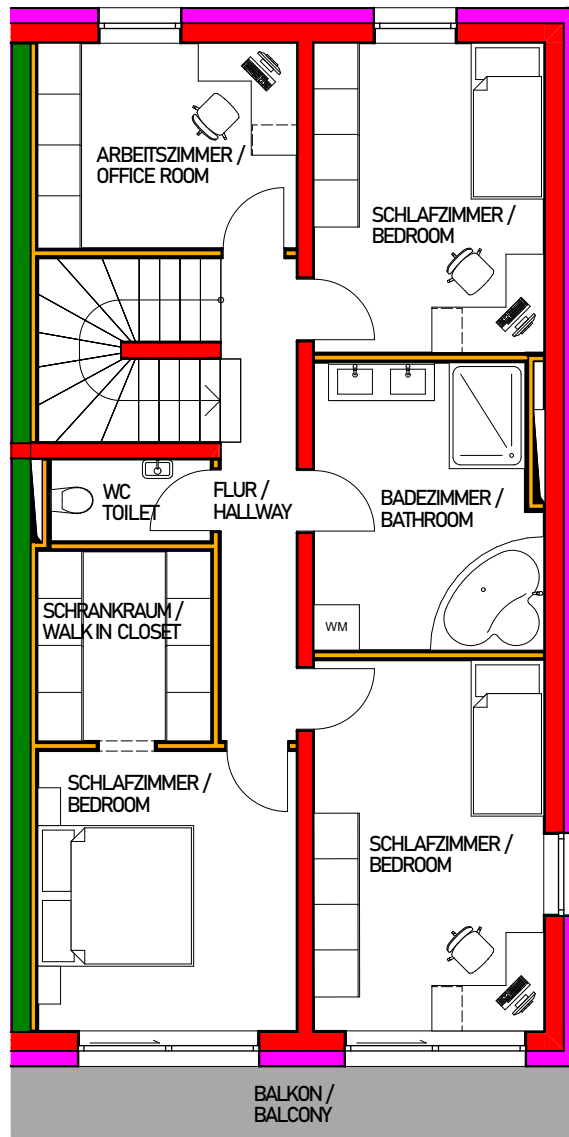 ARBEITSZIMMER /
OFFICE ROOM
SCHLAFZIMMER /
BEDROOM
WC
TOILET
FLUR /
HALLWAY
BADEZIMMER /
BATHROOM
SCHRANKRAUM /
WALK IN CLOSET
WM
SCHLAFZIMMER /
BEDROOM
SCHLAFZIMMER /
BEDROOM
BALKON /
BALCONY